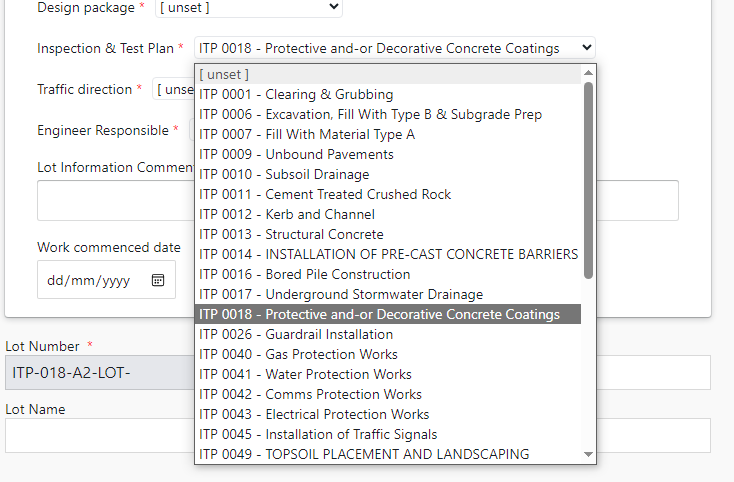 Design package * [ unset ]
Inspection & Test Plan * ITP 0018 - Protective and-or Decorative Concrete Coatings
[ unset ]
Traffic direction * [ unse
ITP 0001 - Clearing & Grubbing
ITP 0006 - Excavation, Fill With Type B & Subgrade Prep
Engineer Responsible *
ITP 0007 - Fill With Material Type A
ITP 0009 - Unbound Pavements
Lot Information Commen
ITP 0010 - Subsoil Drainage
ITP 0011 - Cement Treated Crushed Rock
ITP 0012 - Kerb and Channel
ITP 0013 - Structural Concrete
Work commenced date
ITP 0014 - INSTALLATION OF PRE-CAST CONCRETE BARRIERS
ITP 0016 - Bored Pile Construction
dd/mm/yyyy
ITP 0017 - Underground Stormwater Drainage
ITP 0018 - Protective and-or Decorative Concrete Coatings
ITP 0026 - Guardrail Installation
Lot Number *
ITP 0040 - Gas Protection Works
ITP-018-A2-LOT-
ITP 0041 - Water Protection Works
ITP 0042 - Comms Protection Works
Lot Name
ITP 0043 - Electrical Protection Works
ITP 0045 - Installation of Traffic Signals
ITP 0049 - TOPSOIL PLACEMENT AND LANDSCAPING